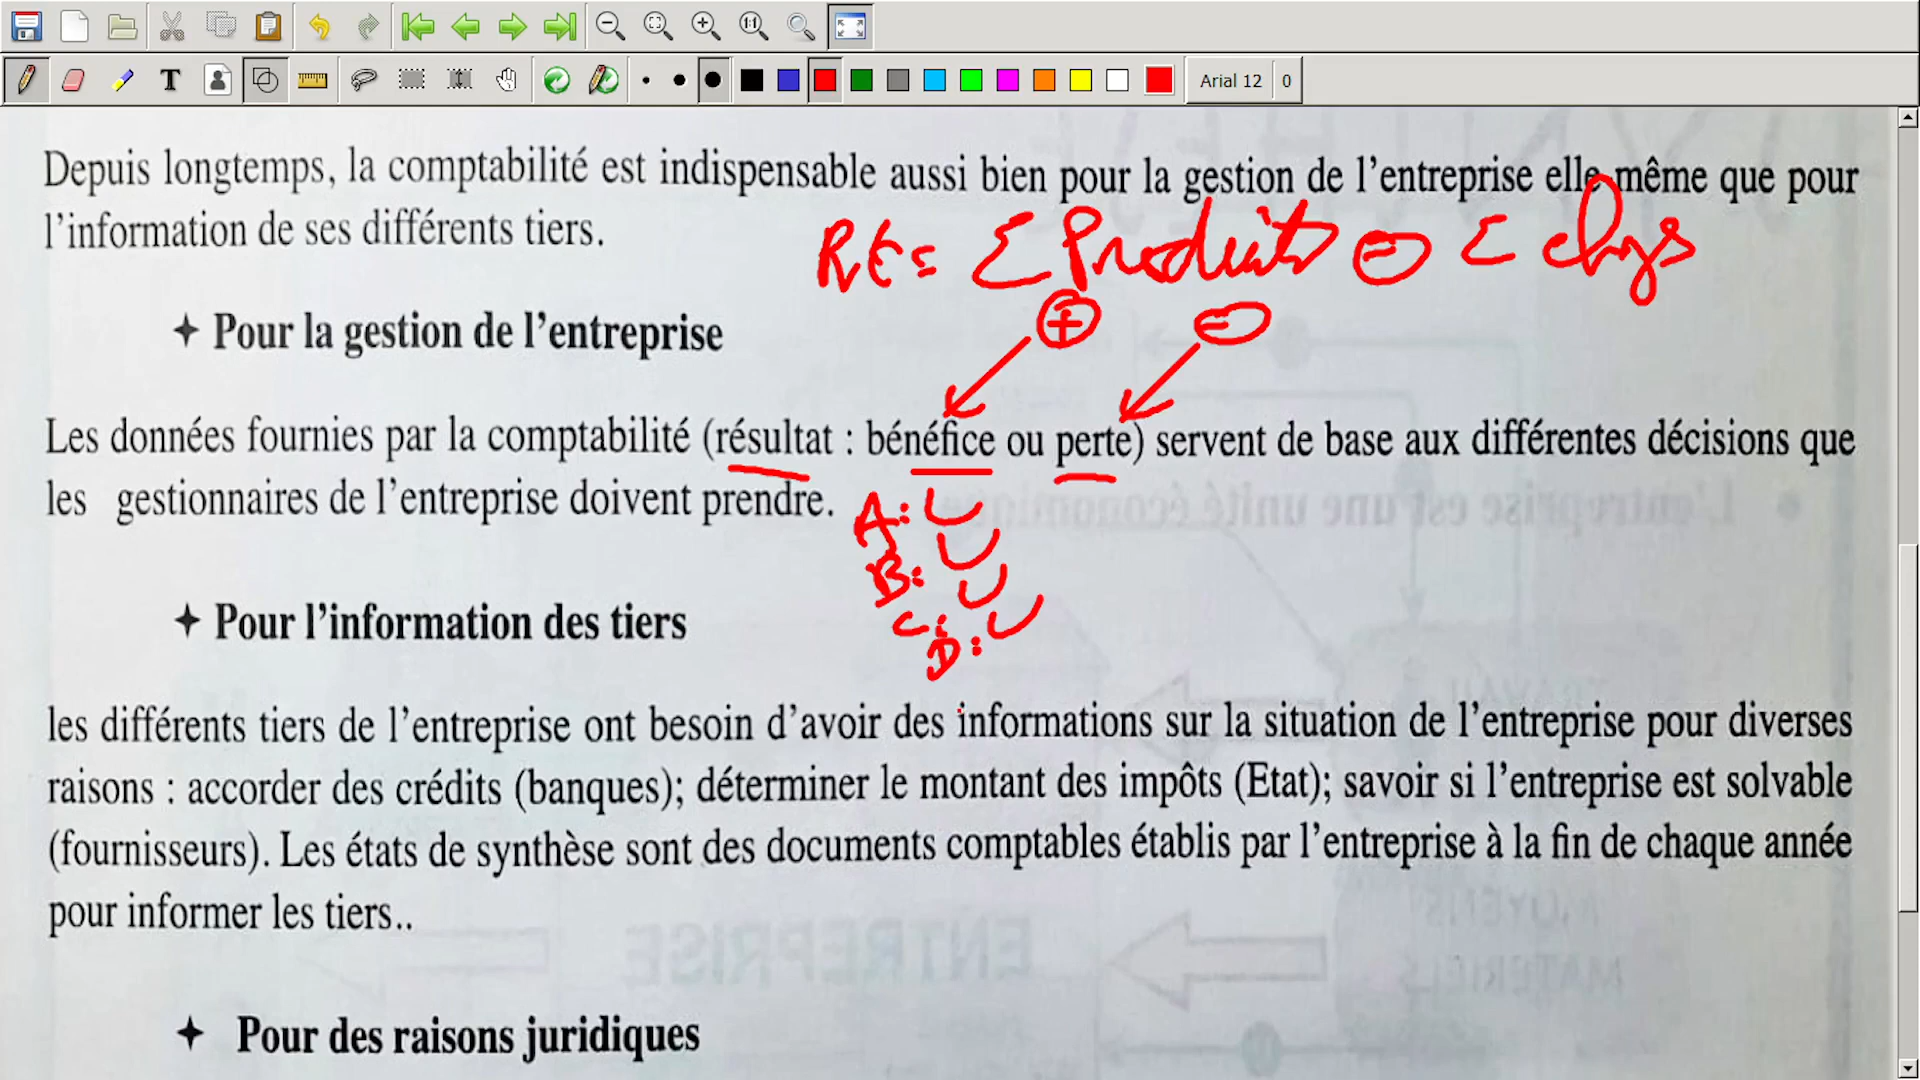 T
Arial 12 0
Depuis longtemps, la comptabilité est indispensable aussi bien pour la gestion de l'entreprise elle même que pour
l'information de ses différents tiers.
RE = Σ Produits ⊖ Σ chgs
✦ Pour la gestion de l'entreprise
⊕ ⊖
Les données fournies par la comptabilité (résultat : bénéfice ou perte) servent de base aux différentes décisions que
les gestionnaires de l'entreprise doivent prendre.
A:
B:
C:
D:
✦ Pour l'information des tiers
les différents tiers de l'entreprise ont besoin d'avoir des informations sur la situation de l'entreprise pour diverses
raisons : accorder des crédits (banques); déterminer le montant des impôts (Etat); savoir si l'entreprise est solvable
(fournisseurs). Les états de synthèse sont des documents comptables établis par l'entreprise à la fin de chaque année
pour informer les tiers..
ENTREPRISE
✦ Pour des raisons juridiques